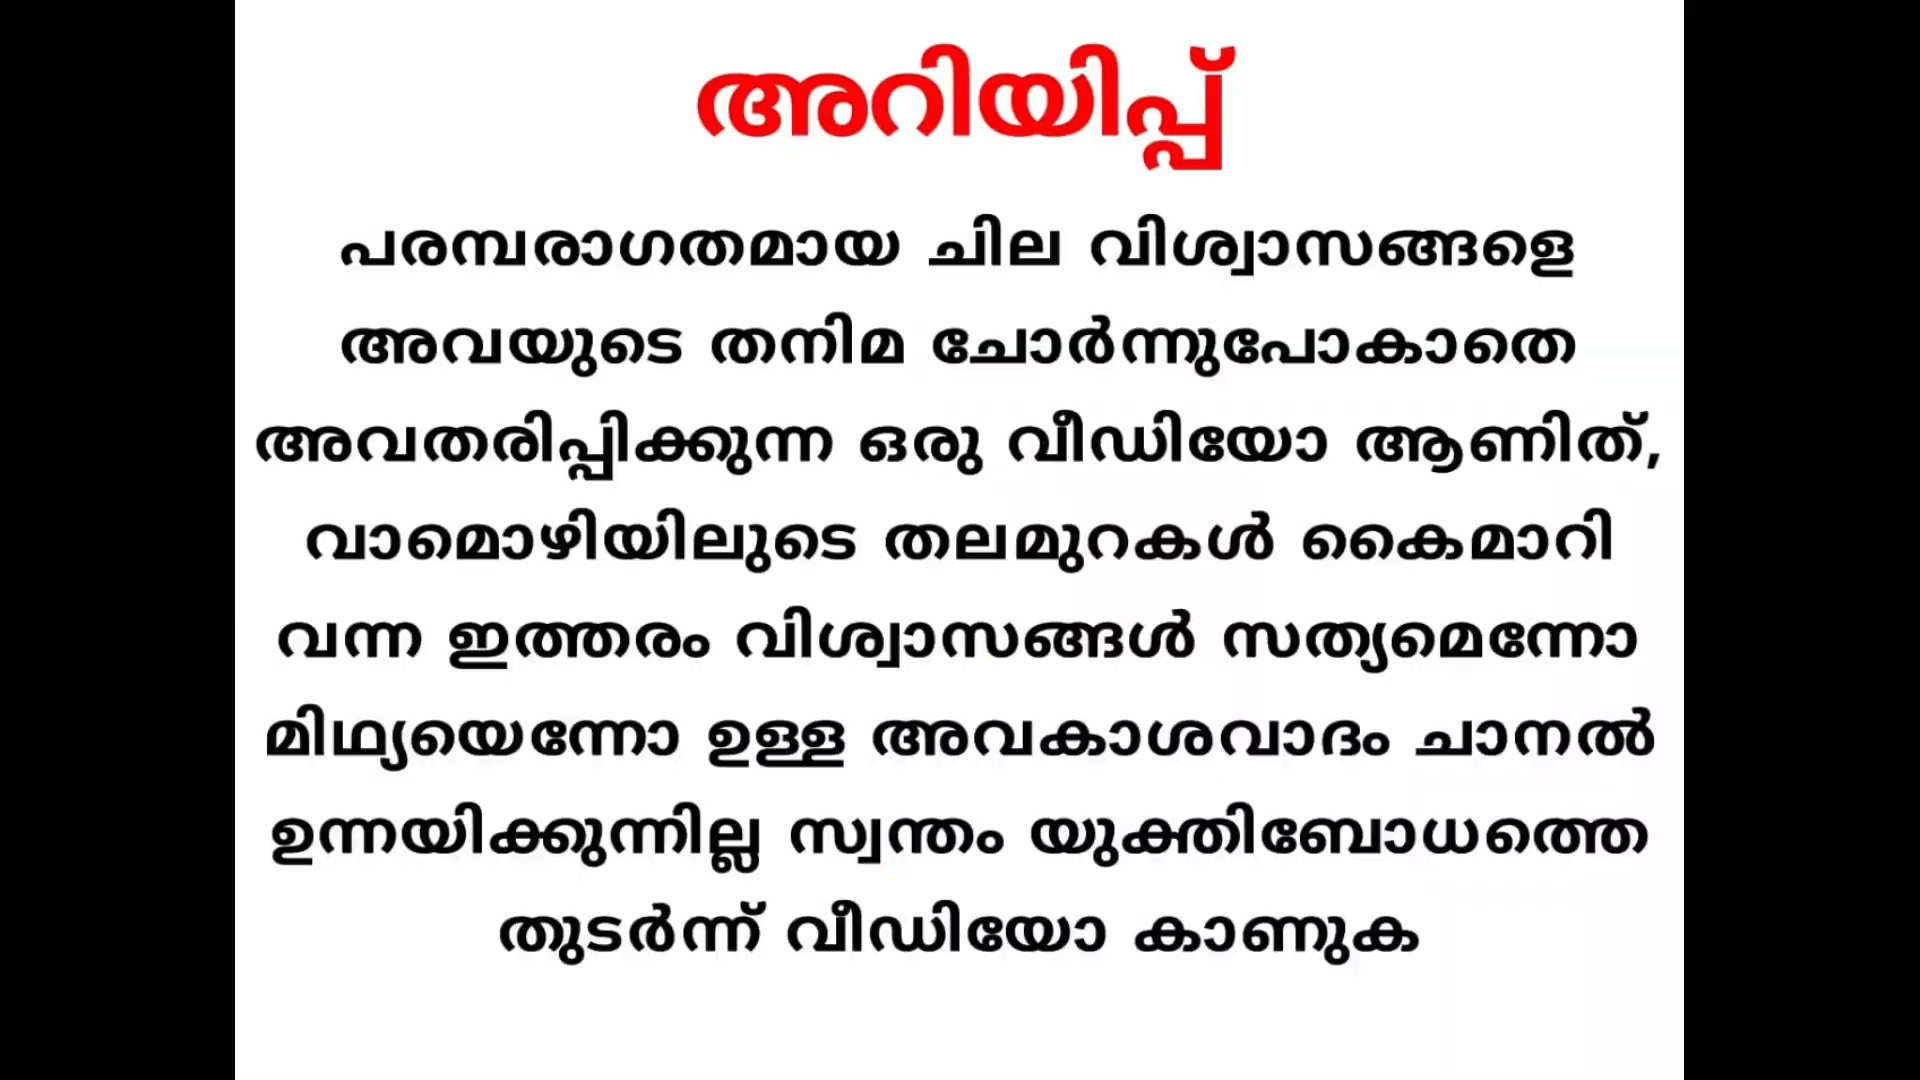 അറിയിപ്പ്
പരമ്പരാഗതമായ ചില വിശ്വാസങ്ങളെ
അവയുടെ തനിമ ചോർന്നുപോകാതെ
അവതരിപ്പിക്കുന്ന ഒരു വീഡിയോ ആണിത്,
വാമൊഴിയിലുടെ തലമുറകൾ കൈമാറി
വന്ന ഇത്തരം വിശ്വാസങ്ങൾ സത്യമെന്നോ
മിഥ്യയെന്നോ ഉള്ള അവകാശവാദം ചാനൽ
ഉന്നയിക്കുന്നില്ല സ്വന്തം യുക്തിബോധത്തെ
തുടർന്ന് വീഡിയോ കാണുക